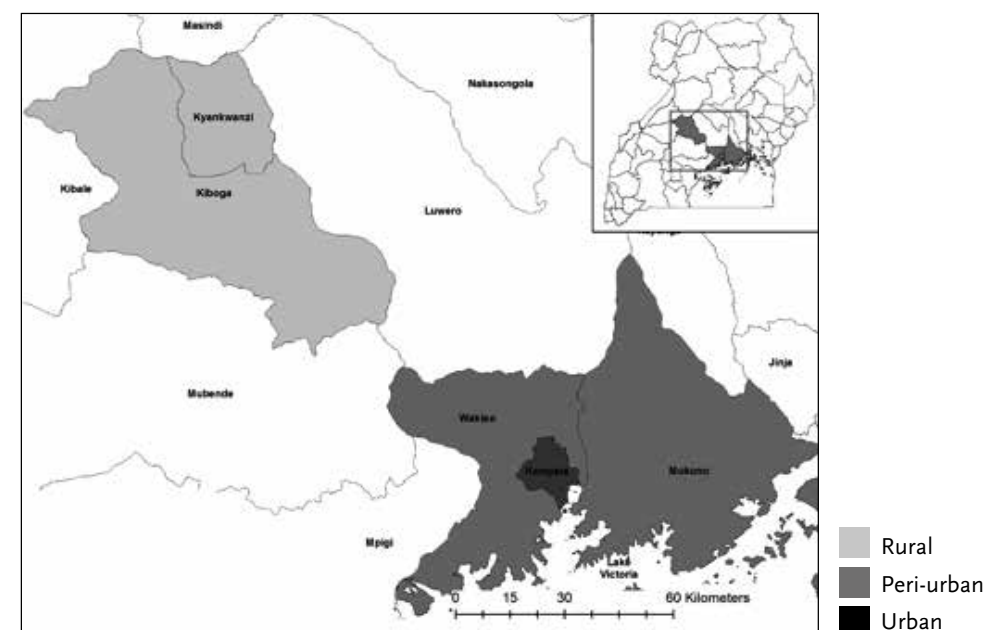 Masindi
Nakasongola
Kyankwanzi
Kibale
Kiboga
Luwero
Jinja
Mubende
Wakiso
Kampala
Mukono
Mpigi
Lake
Victoria
0 15 30 60 Kilometers
Rural
Peri-urban
Urban